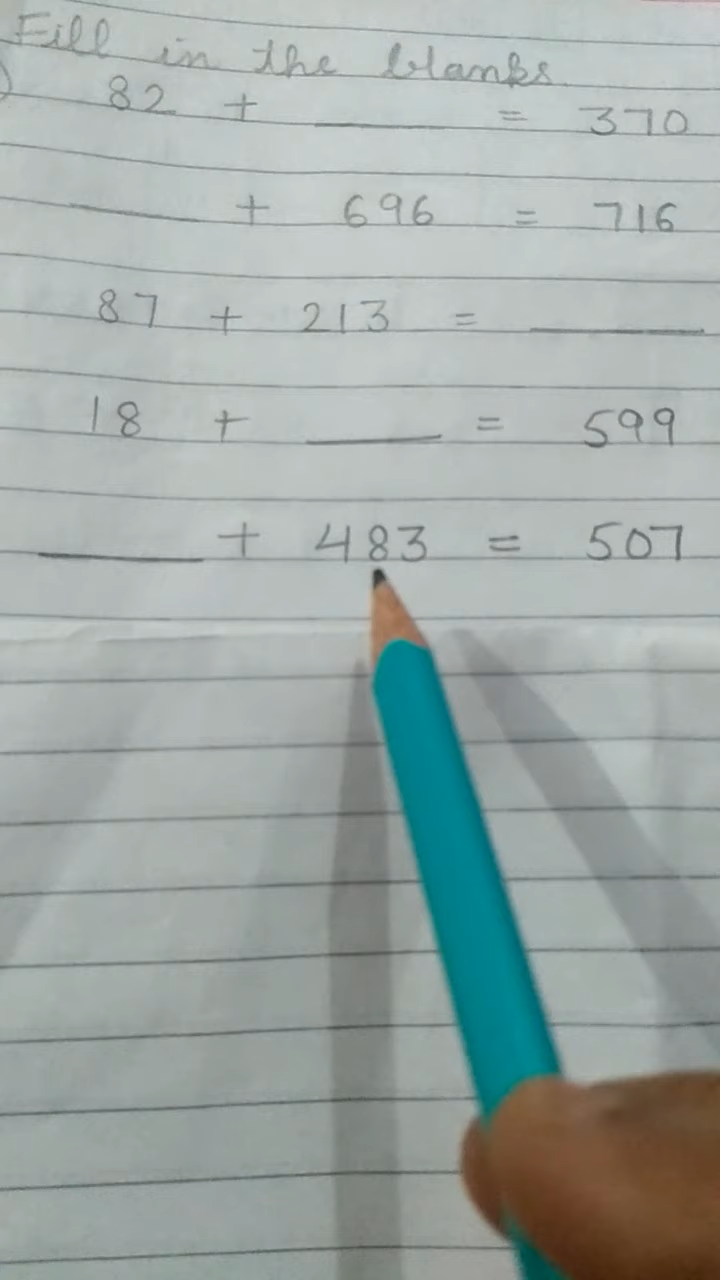 Fill in the blanks
) 82 + ____ = 370
____ + 696 = 716
87 + 213 = ____
18 + ____ = 599
____ + 483 = 507